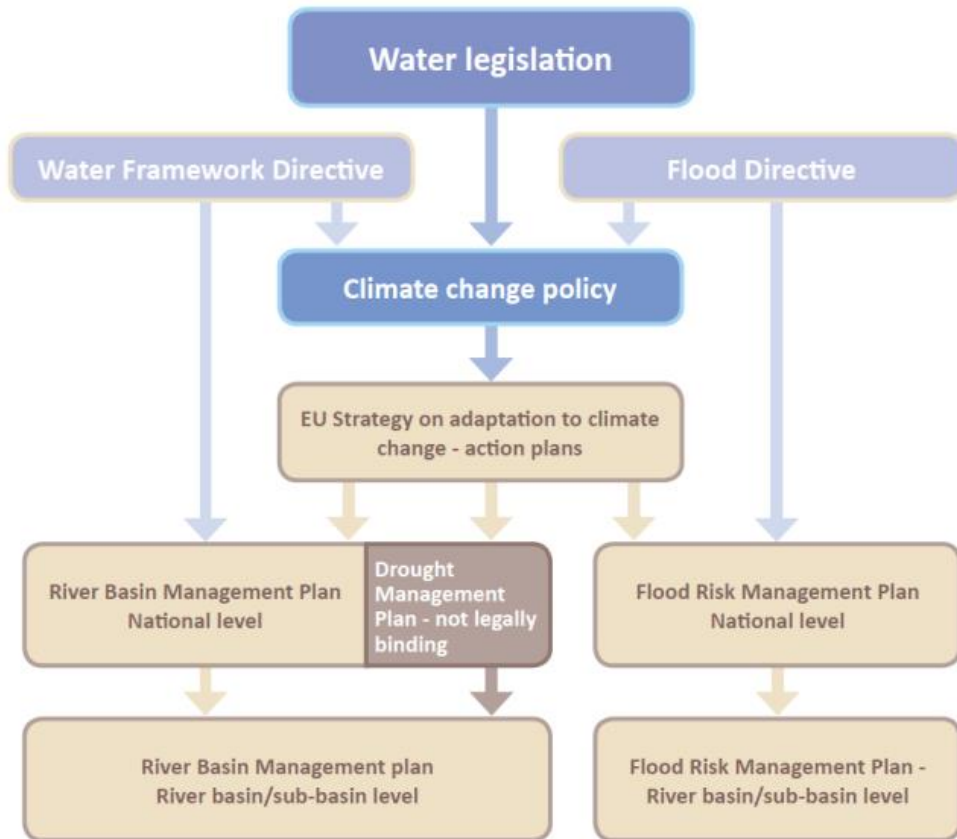 Water legislation
Water Framework Directive
Flood Directive
Climate change policy
EU Strategy on adaptation to climate
change - action plans
River Basin Management Plan
National level
Drought
Management
Plan - not legally
binding
Flood Risk Management Plan
National level
River Basin Management plan
River basin/sub-basin level
Flood Risk Management Plan -
River basin/sub-basin level